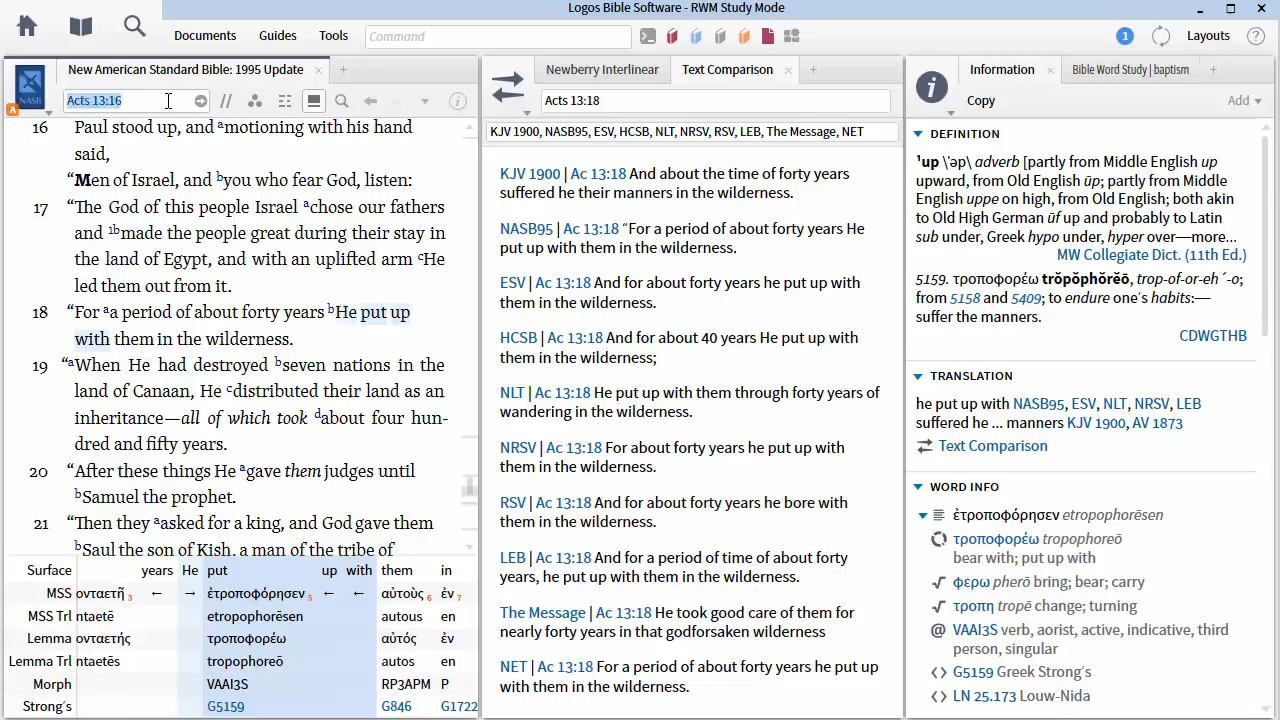 Logos Bible Software - RWM Study Mode
Documents Guides Tools Command
1 Layouts
New American Standard Bible: 1995 Update
NASB
A
Acts 13:16
16 Paul stood up, and ᵃmotioning with his hand
said,
“Men of Israel, and ᵇyou who fear God, listen:
17 “The God of this people Israel ᵃchose our fathers
and ¹ᵇmade the people great during their stay in
the land of Egypt, and with an uplifted arm ᶜHe
led them out from it.
18 “For ᵃa period of about forty years ᵇHe put up
with them in the wilderness.
19 “ᵃWhen He had destroyed ᵇseven nations in the
land of Canaan, He ᶜdistributed their land as an
inheritance—all of which took ᵈabout four hun-
dred and fifty years.
20 “After these things He ᵃgave them judges until
ᵇSamuel the prophet.
21 “Then they ᵃasked for a king, and God gave them
ᵇSaul the son of Kish, a man of the tribe of
Surface years He put up with them in
MSS ονταετῆ 3 ← → ἐτροποφόρησεν 5 ← ← αὐτοὺς 6 ἐν 7
MSS Trl ntaetē etropophorēsen autous en
Lemma ονταετής τροποφορέω αὐτός ἐν
Lemma Trl ntaetēs tropophoreō autos en
Morph VAAI3S RP3APM P
Strong's G5159 G846 G1722
Newberry Interlinear Text Comparison
Acts 13:18
KJV 1900, NASB95, ESV, HCSB, NLT, NRSV, RSV, LEB, The Message, NET
KJV 1900 | Ac 13:18 And about the time of forty years
suffered he their manners in the wilderness.
NASB95 | Ac 13:18 “For a period of about forty years He
put up with them in the wilderness.
ESV | Ac 13:18 And for about forty years he put up with
them in the wilderness.
HCSB | Ac 13:18 And for about 40 years He put up with
them in the wilderness;
NLT | Ac 13:18 He put up with them through forty years of
wandering in the wilderness.
NRSV | Ac 13:18 For about forty years he put up with
them in the wilderness.
RSV | Ac 13:18 And for about forty years he bore with
them in the wilderness.
LEB | Ac 13:18 And for a period of time of about forty
years, he put up with them in the wilderness.
The Message | Ac 13:18 He took good care of them for
nearly forty years in that godforsaken wilderness
NET | Ac 13:18 For a period of about forty years he put up
with them in the wilderness.
Information Bible Word Study | baptism
Copy Add
DEFINITION
¹up \ˈəp\ adverb [partly from Middle English up
upward, from Old English ūp; partly from Middle
English uppe on high, from Old English; both akin
to Old High German ūf up and probably to Latin
sub under, Greek hypo under, hyper over—more...
MW Collegiate Dict. (11th Ed.)
5159. τροποφορέω trŏpŏphŏrĕō, trop-of-or-eh´-o;
from 5158 and 5409; to endure one’s habits:—
suffer the manners.
CDWGTHB
TRANSLATION
he put up with NASB95, ESV, NLT, NRSV, LEB
suffered he ... manners KJV 1900, AV 1873
Text Comparison
WORD INFO
ἐτροποφόρησεν etropophorēsen
τροποφορέω tropophoreō
bear with; put up with
φερω pherō bring; bear; carry
τροπη tropē change; turning
VAAI3S verb, aorist, active, indicative, third
person, singular
G5159 Greek Strong's
LN 25.173 Louw-Nida